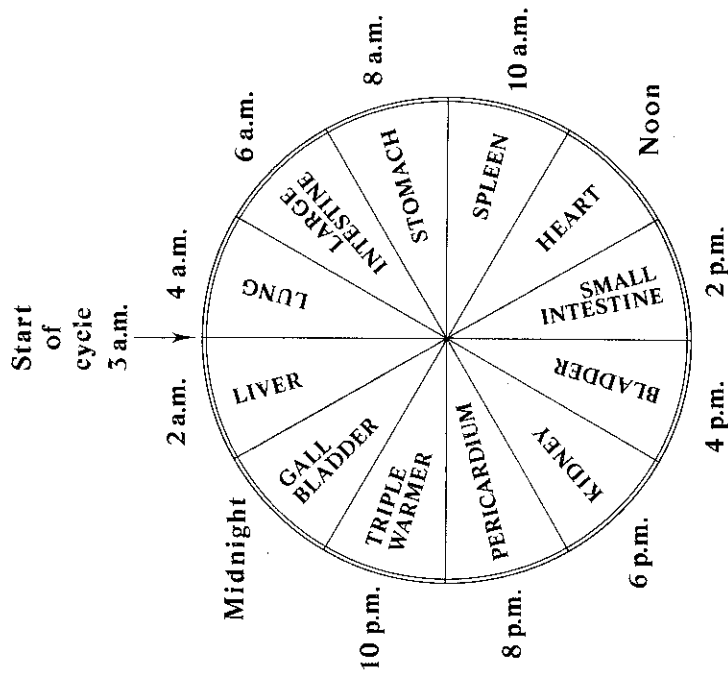 Start
of
cycle
3 a.m.
4 a.m.
6 a.m.
8 a.m.
10 a.m.
Noon
2 p.m.
4 p.m.
6 p.m.
8 p.m.
10 p.m.
Midnight
2 a.m.
LUNG
LARGE
INTESTINE
STOMACH
SPLEEN
HEART
SMALL
INTESTINE
BLADDER
KIDNEY
PERICARDIUM
TRIPLE
WARMER
GALL
BLADDER
LIVER